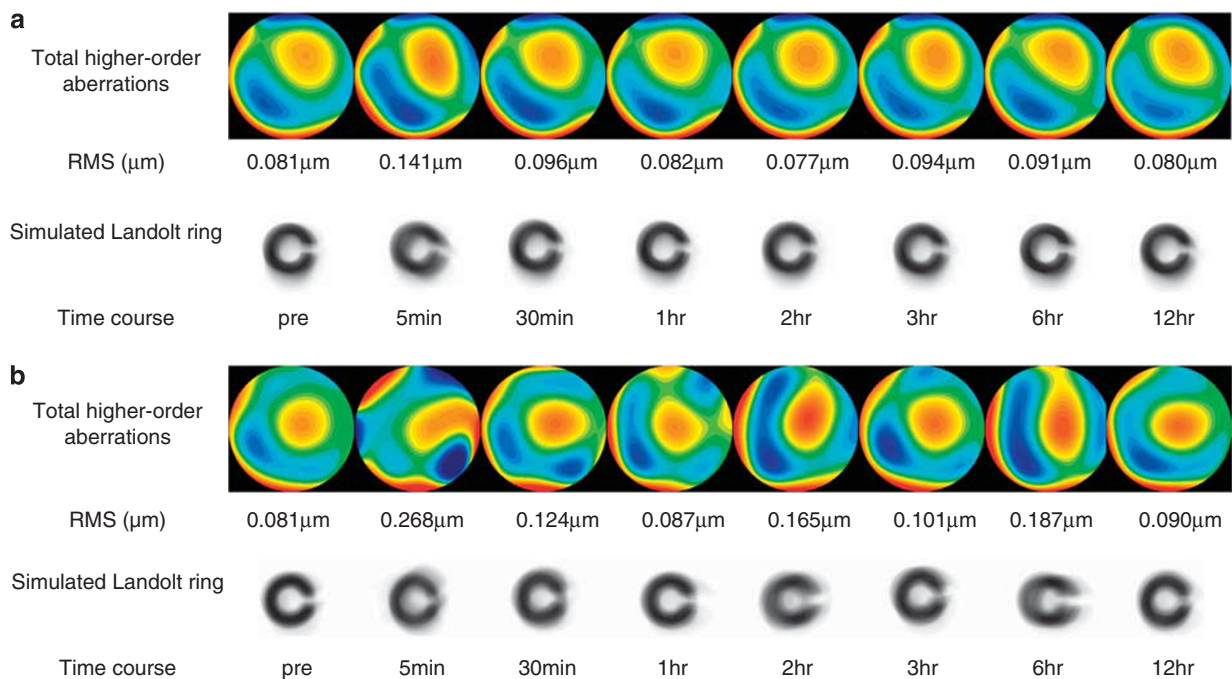 a
Total higher-order
aberrations
RMS (μm) 0.081μm 0.141μm 0.096μm 0.082μm 0.077μm 0.094μm 0.091μm 0.080μm
Simulated Landolt ring
Time course pre 5min 30min 1hr 2hr 3hr 6hr 12hr
b
Total higher-order
aberrations
RMS (μm) 0.081μm 0.268μm 0.124μm 0.087μm 0.165μm 0.101μm 0.187μm 0.090μm
Simulated Landolt ring
Time course pre 5min 30min 1hr 2hr 3hr 6hr 12hr